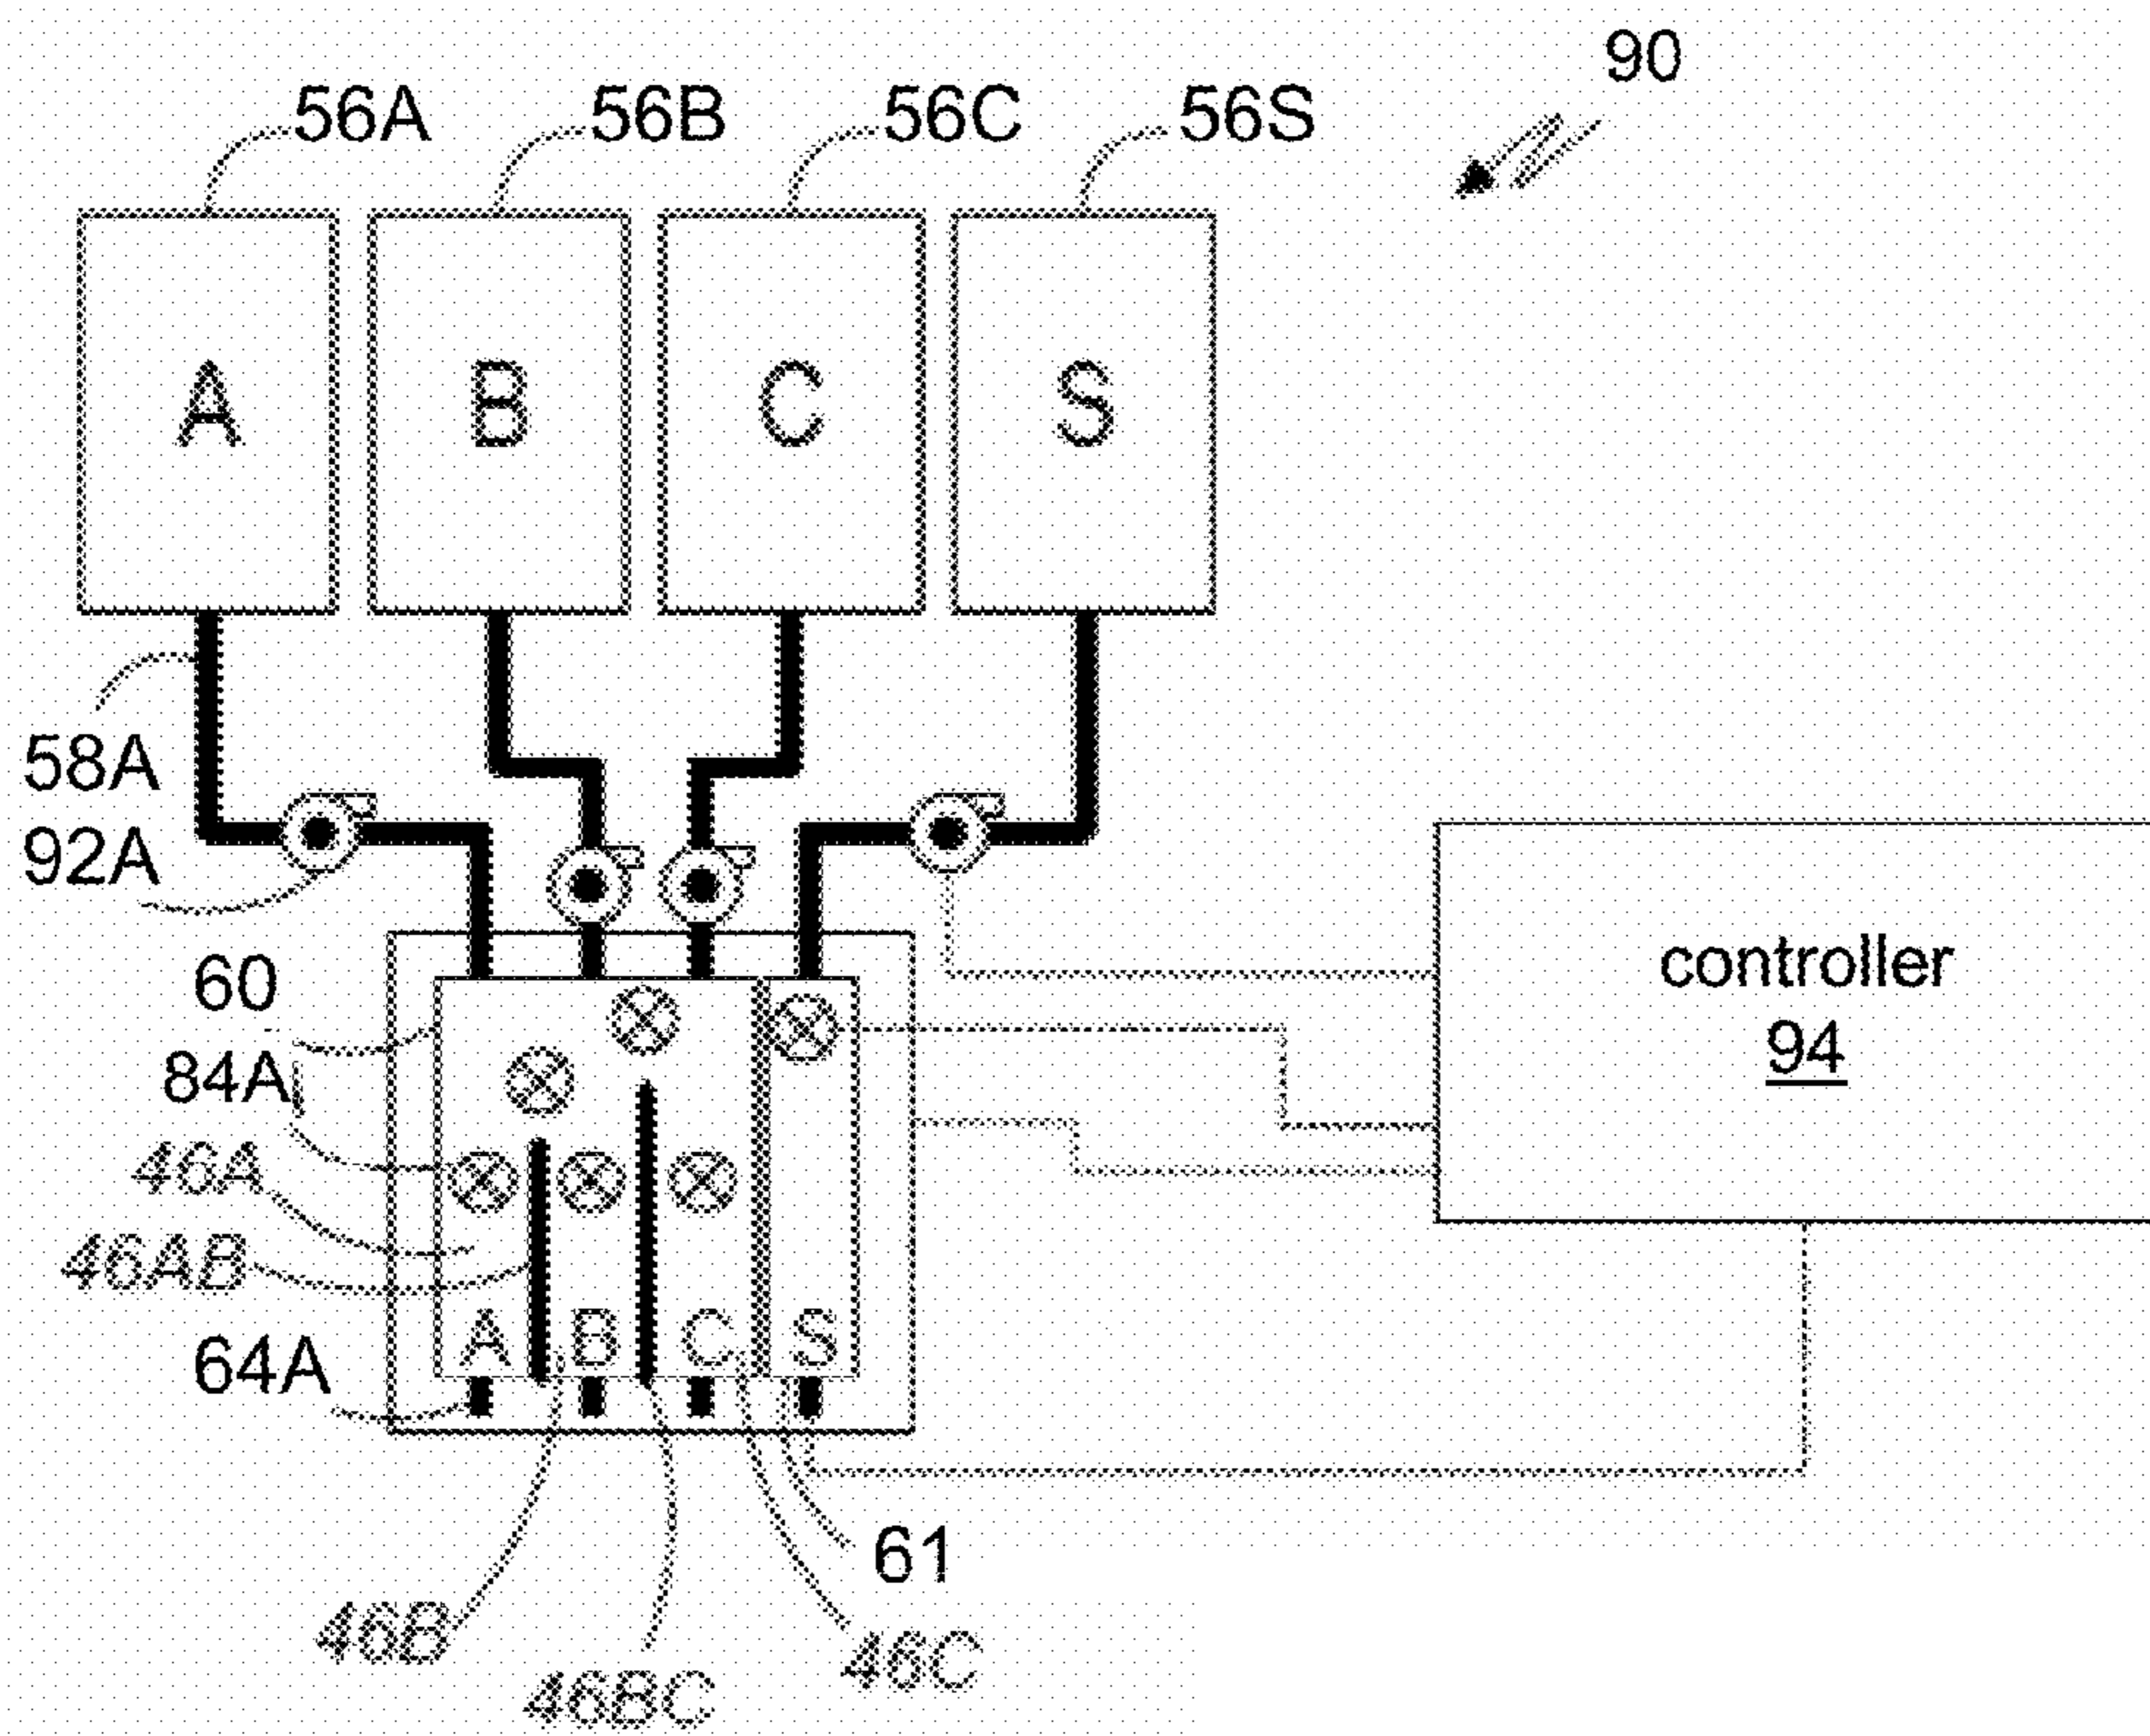 90
56A 56B 56C 56S
A B C S
58A
92A
controller
94
60
84A
46A
46AB
A B C S
64A
61
46B
46C
46BC